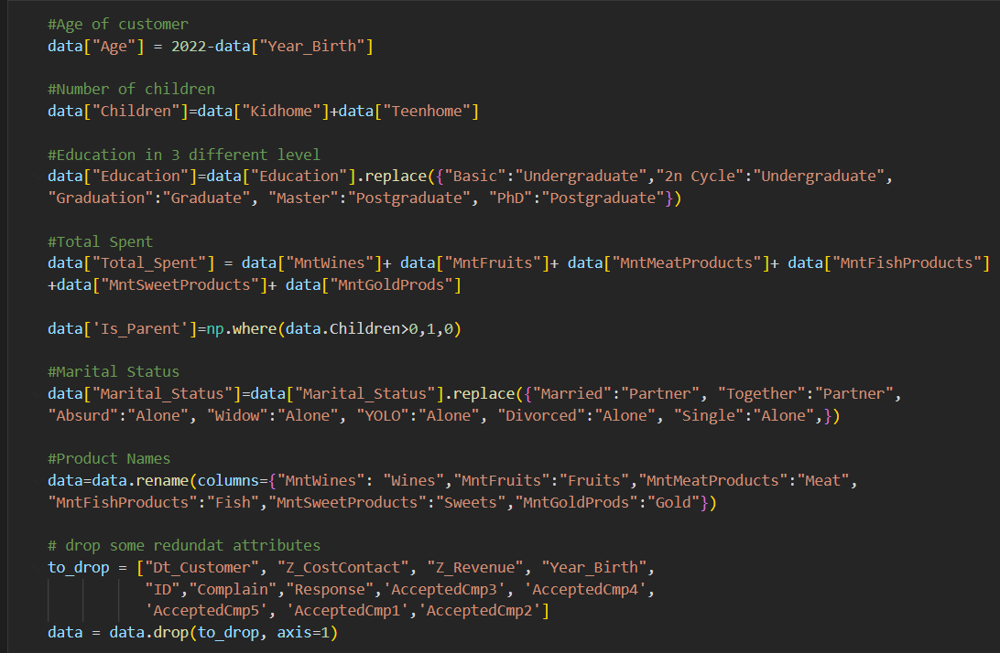 #Age of customer
data["Age"] = 2022-data["Year_Birth"]
#Number of children
data["Children"]=data["Kidhome"]+data["Teenhome"]
#Education in 3 different level
data["Education"]=data["Education"].replace({"Basic":"Undergraduate","2n Cycle":"Undergraduate",
"Graduation":"Graduate", "Master":"Postgraduate", "PhD":"Postgraduate"})
#Total Spent
data["Total_Spent"] = data["MntWines"]+ data["MntFruits"]+ data["MntMeatProducts"]+ data["MntFishProducts"]
+data["MntSweetProducts"]+ data["MntGoldProds"]
data['Is_Parent']=np.where(data.Children>0,1,0)
#Marital Status
data["Marital_Status"]=data["Marital_Status"].replace({"Married":"Partner", "Together":"Partner",
"Absurd":"Alone", "Widow":"Alone", "YOLO":"Alone", "Divorced":"Alone", "Single":"Alone",})
#Product Names
data=data.rename(columns={"MntWines": "Wines","MntFruits":"Fruits","MntMeatProducts":"Meat",
"MntFishProducts":"Fish","MntSweetProducts":"Sweets","MntGoldProds":"Gold"})
# drop some redundat attributes
to_drop = ["Dt_Customer", "Z_CostContact", "Z_Revenue", "Year_Birth",
"ID","Complain","Response",'AcceptedCmp3', 'AcceptedCmp4',
'AcceptedCmp5', 'AcceptedCmp1','AcceptedCmp2']
data = data.drop(to_drop, axis=1)